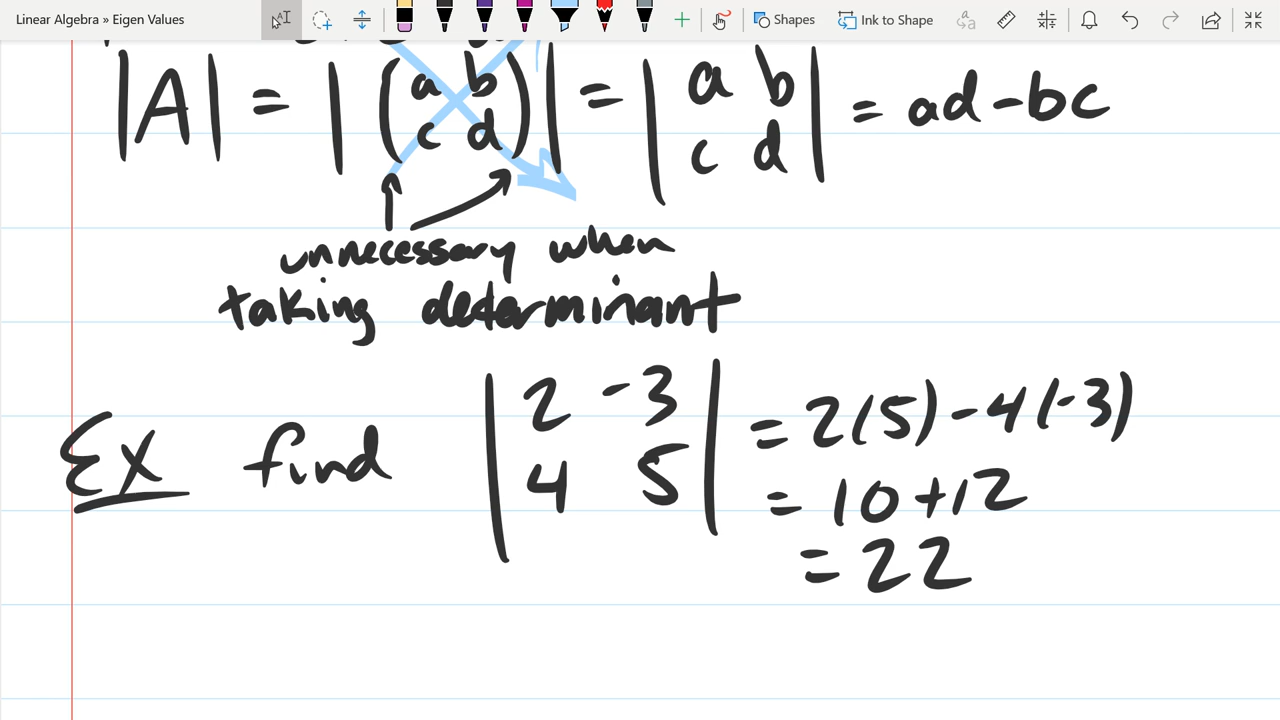 Linear Algebra » Eigen Values
Shapes
Ink to Shape
|A| = |(a b
c d)| = |a b
c d| = ad-bc
unnecessary when
taking determinant
Ex find |2 -3
4 5| = 2(5)-4(-3)
= 10+12
= 22